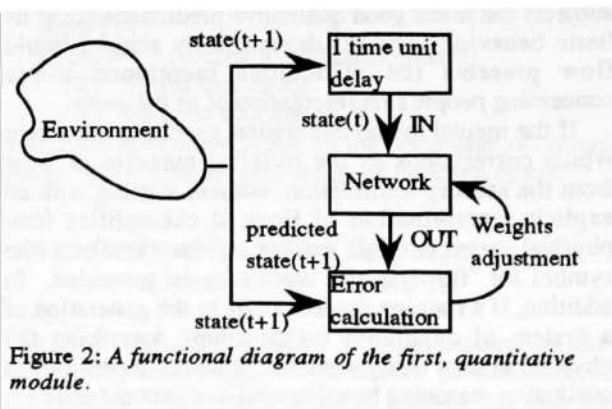 state(t+1)
1 time unit
delay
state(t)
IN
Environment
Network
predicted
state(t+1)
OUT
Weights
adjustment
Error
calculation
state(t+1)
Figure 2: A functional diagram of the first, quantitative
module.